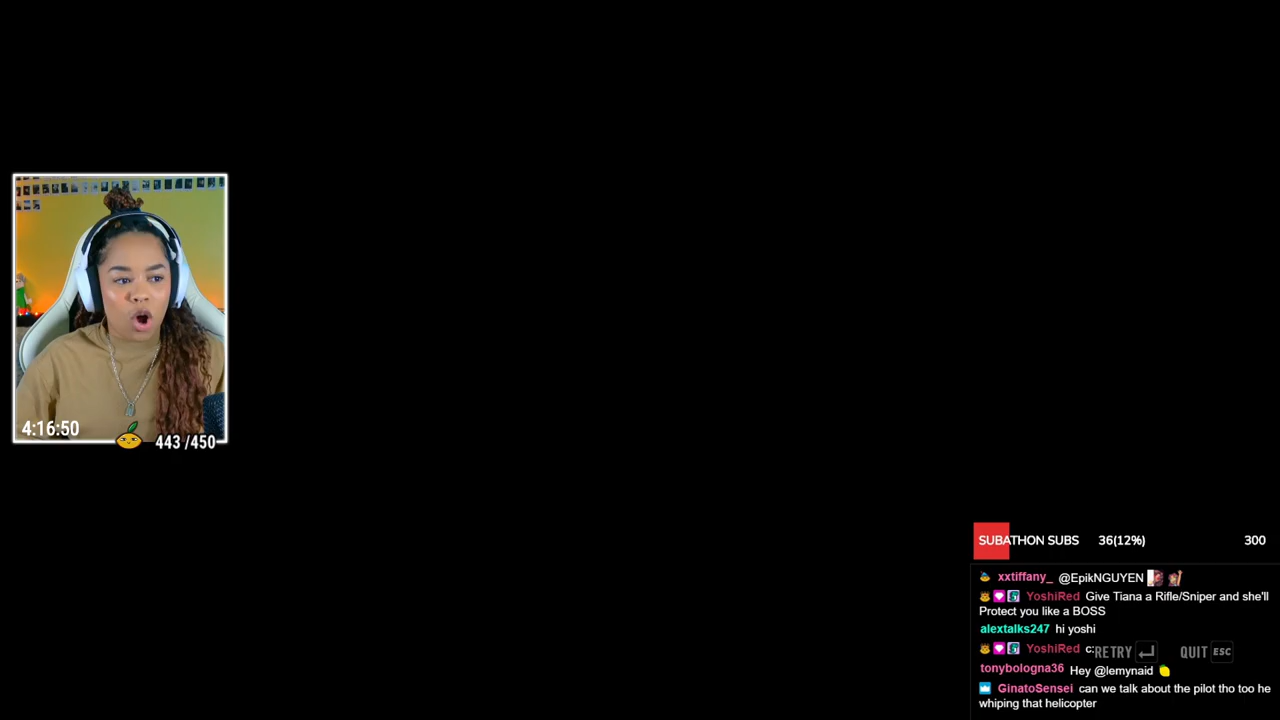 4:16:50
443 /450
SUBATHON SUBS 36(12%) 300
xxtiffany_ @EpikNGUYEN
YoshiRed Give Tiana a Rifle/Sniper and she'll
Protect you like a BOSS
alextalks247 hi yoshi
YoshiRed c:
RETRY QUIT ESC
tonybologna36 Hey @lemynaid
GinatoSensei can we talk about the pilot tho too he
whiping that helicopter